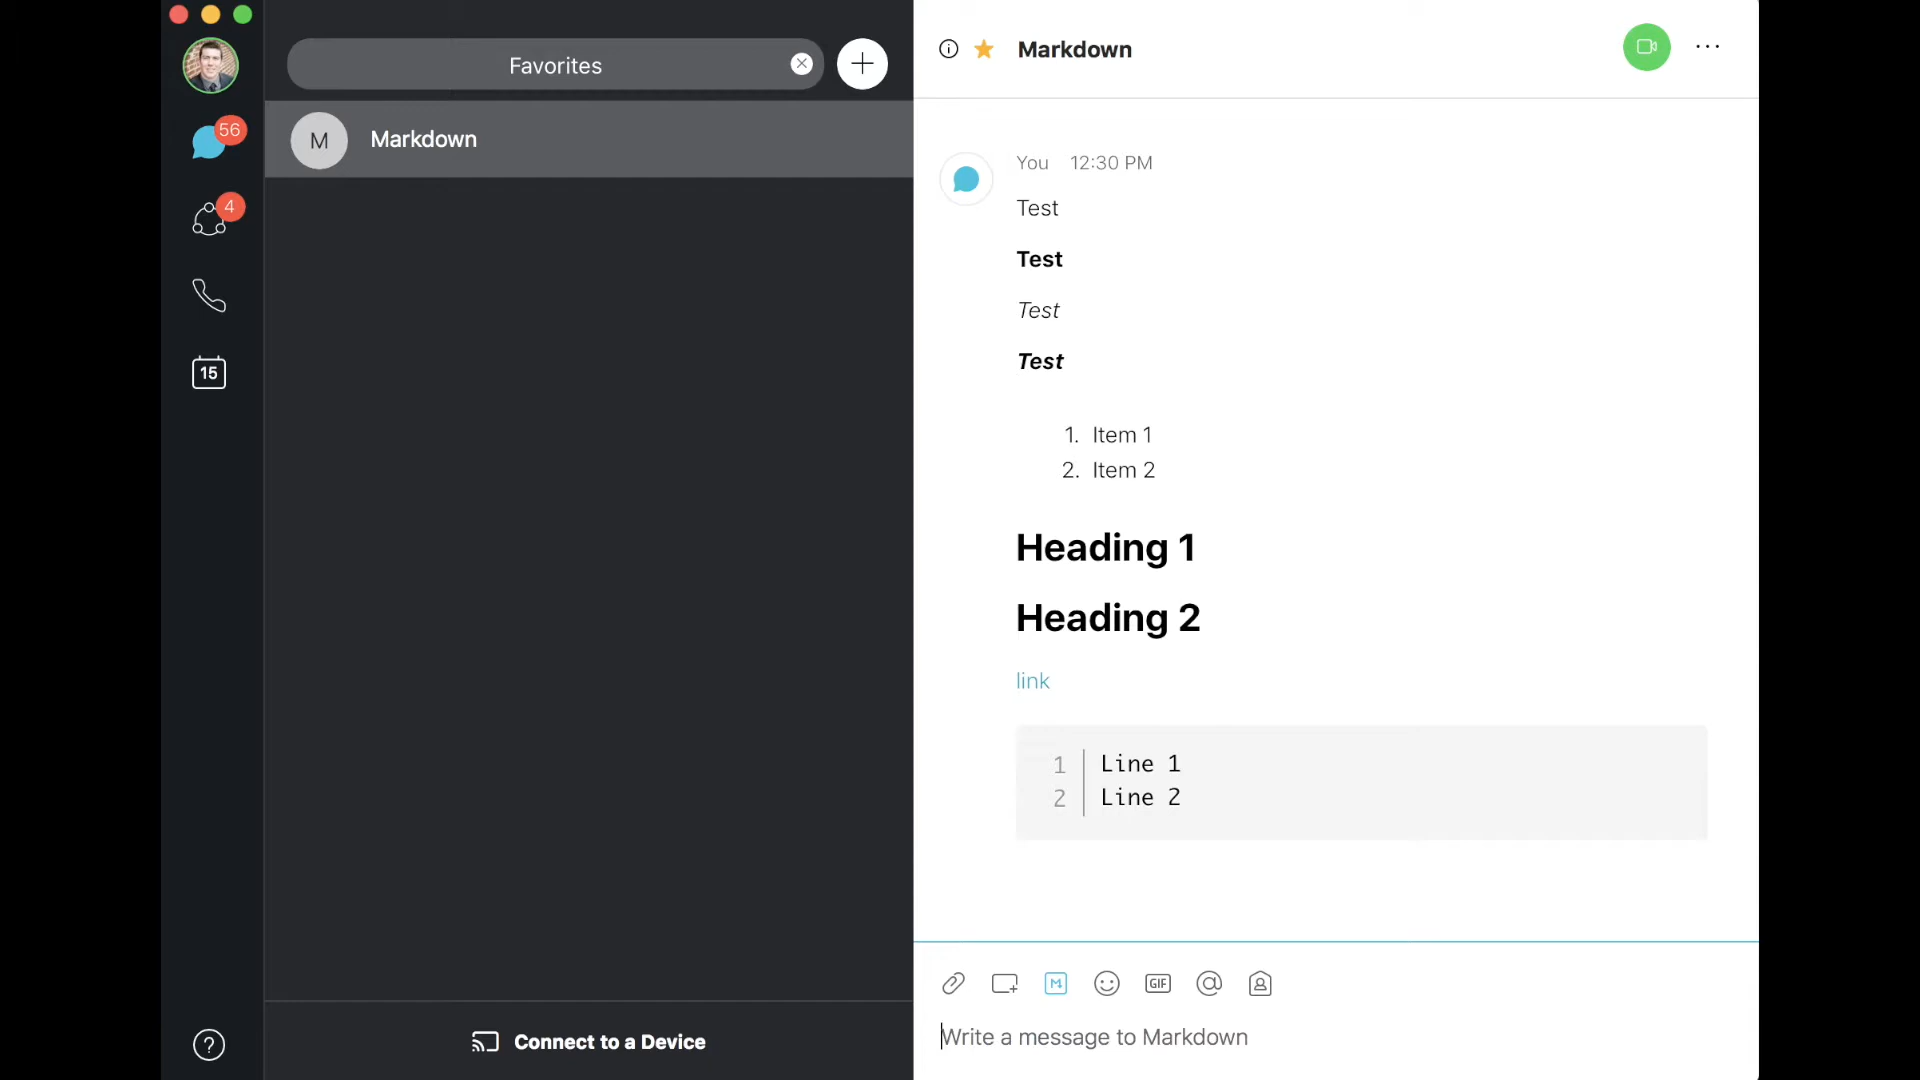 Favorites
56
M Markdown
4
15
Connect to a Device
?
Markdown
You 12:30 PM
Test
Test
Test
Test
1. Item 1
2. Item 2
Heading 1
Heading 2
link
1 Line 1
2 Line 2
M GIF @
Write a message to Markdown